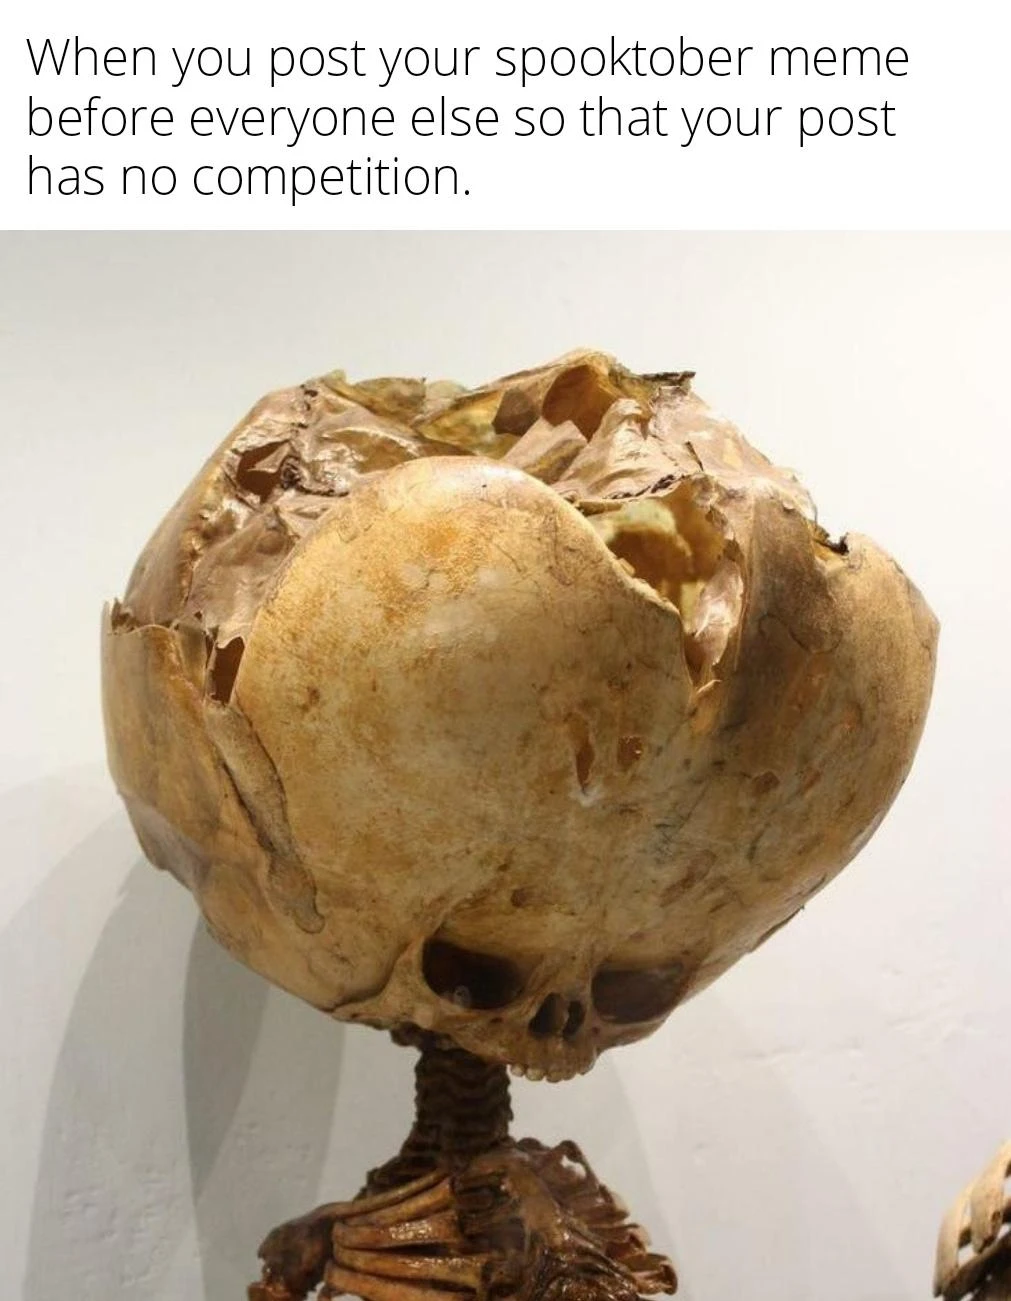 When you post your spooktober meme
before everyone else so that your post
has no competition.